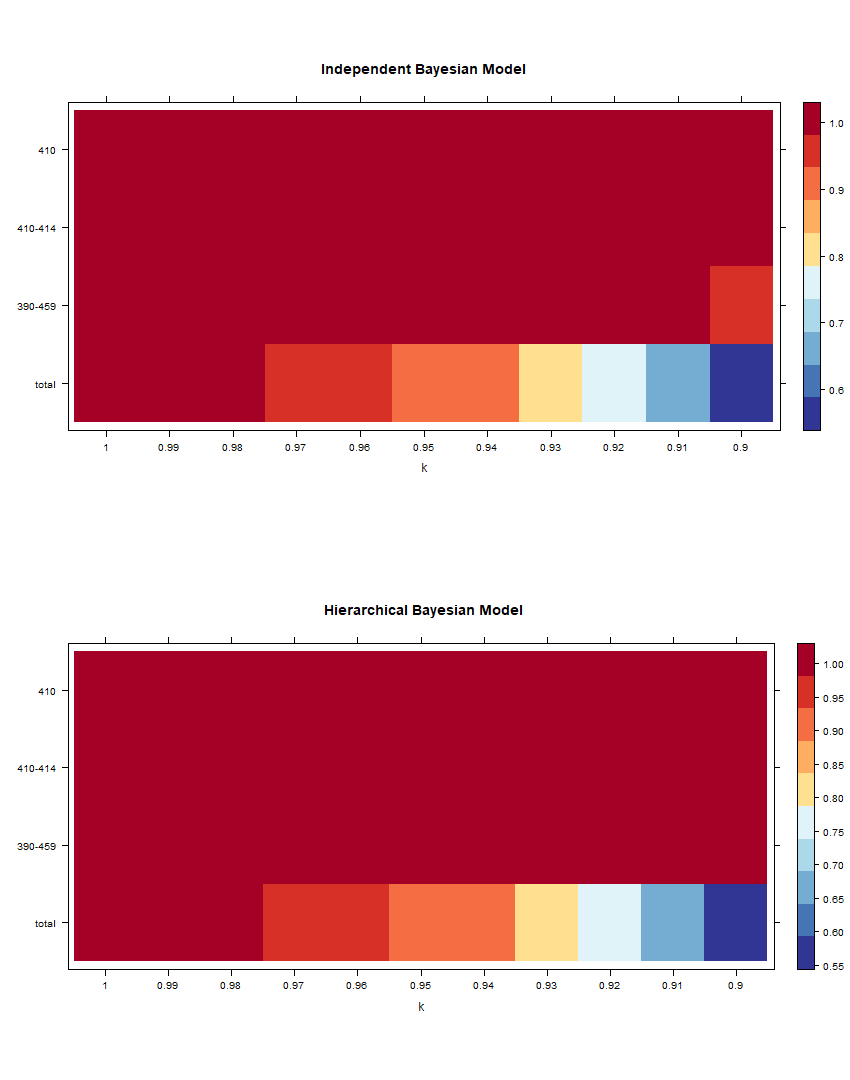 Independent Bayesian Model
410
410-414
390-459
total
1 0.99 0.98 0.97 0.96 0.95 0.94 0.93 0.92 0.91 0.9
k
1.0
0.9
0.8
0.7
0.6
Hierarchical Bayesian Model
410
410-414
390-459
total
1 0.99 0.98 0.97 0.96 0.95 0.94 0.93 0.92 0.91 0.9
k
1.00
0.95
0.90
0.85
0.80
0.75
0.70
0.65
0.60
0.55